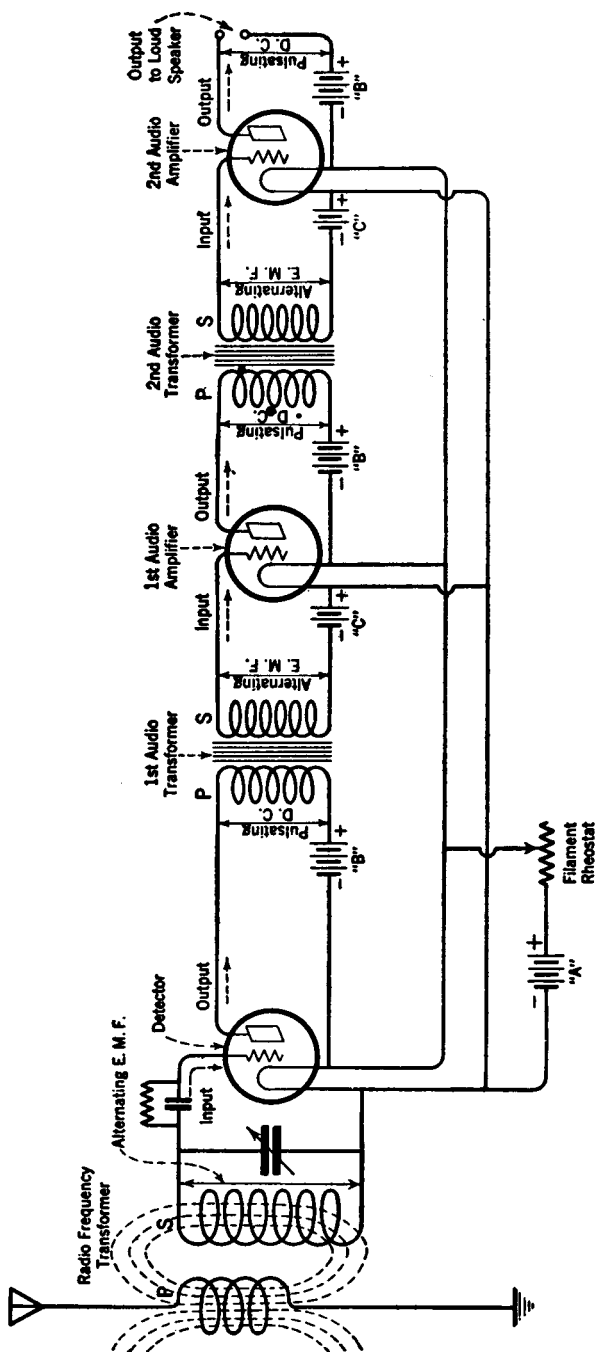 Radio Frequency
Transformer
P
S
Alternating E. M. F.
Input
Detector
Output
Pulsating
D. C.
"B"
- +
P
1st Audio
Transformer
S
Alternating
E. M. F.
Input
- +
"C"
1st Audio
Amplifier
Output
Pulsating
D. C.
- +
"B"
P
2nd Audio
Transformer
S
Alternating
E. M. F.
Input
- +
"C"
2nd Audio
Amplifier
Output
Pulsating
D. C.
- +
"B"
Output
to Loud
Speaker
- +
"A"
Filament
Rheostat